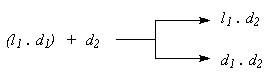 l₁ . d₂
(l₁ . d₁) + d₂
d₁ . d₂